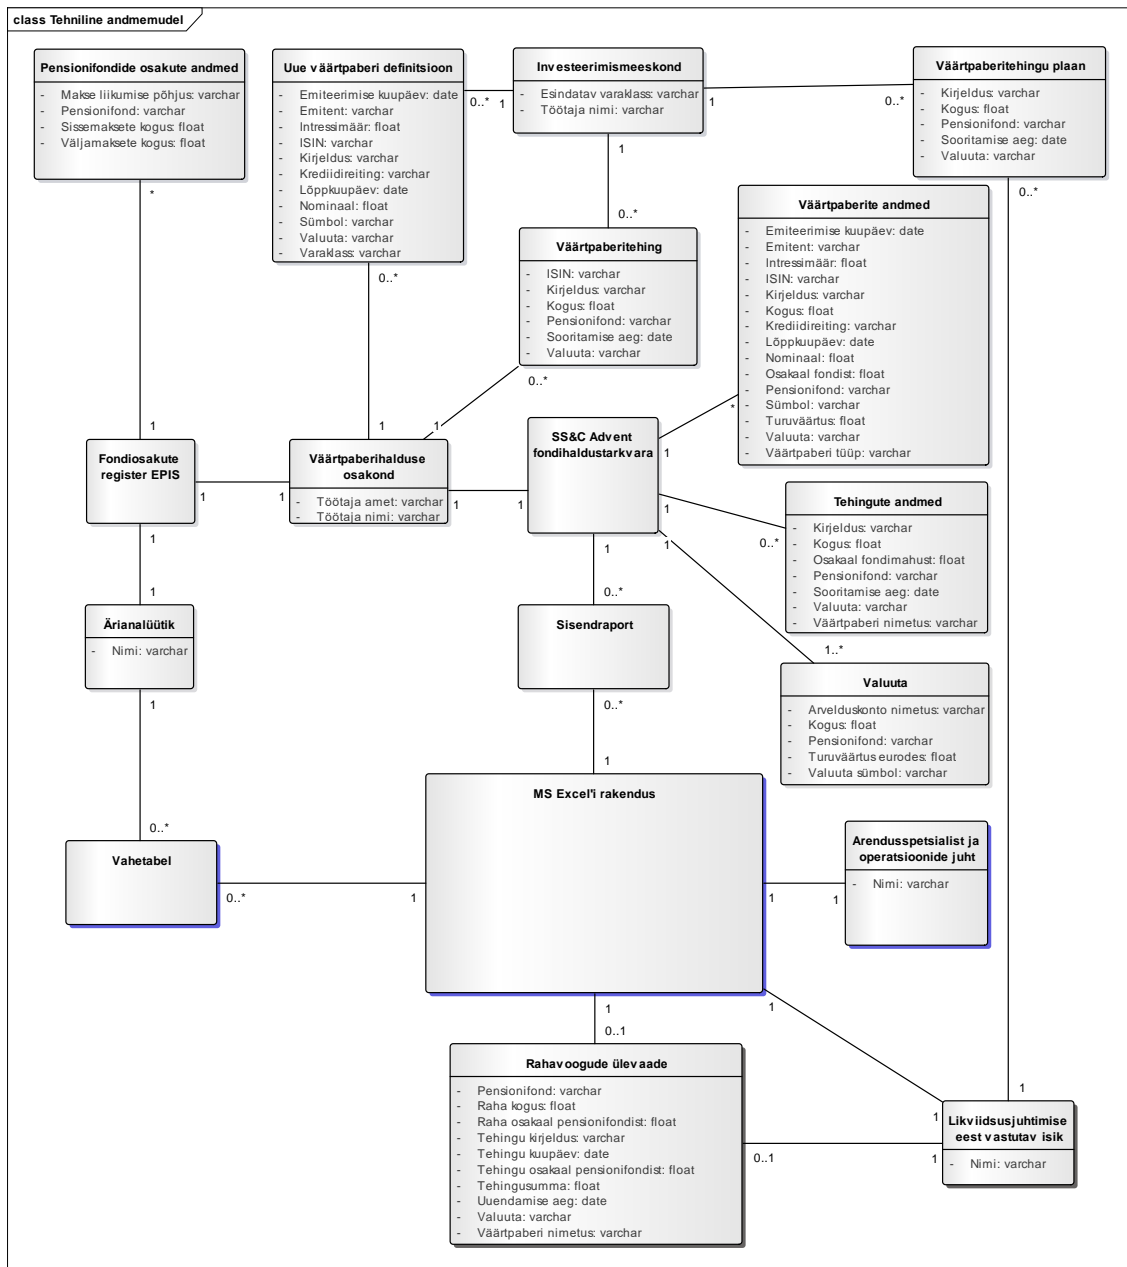 class Tehniline andmemudel
Pensionifondide osakute andmed
- Makse liikumise põhjus: varchar
- Pensionifond: varchar
- Sissemaksete kogus: float
- Väljamaksete kogus: float
Uue väärtpaberi definitsioon
- Emiteerimise kuupäev: date
- Emitent: varchar
- Intressimäär: float
- ISIN: varchar
- Kirjeldus: varchar
- Krediidireiting: varchar
- Lõppkuupäev: date
- Nominaal: float
- Sümbol: varchar
- Valuuta: varchar
- Varaklass: varchar
Investeerimismeeskond
- Esindatav varaklass: varchar
- Töötaja nimi: varchar
Väärtpaberitehingu plaan
- Kirjeldus: varchar
- Kogus: float
- Pensionifond: varchar
- Sooritamise aeg: date
- Valuuta: varchar
0..*
1
1
0..*
1
0..*
*
0..*
0..*
Väärtpaberitehing
- ISIN: varchar
- Kirjeldus: varchar
- Kogus: float
- Pensionifond: varchar
- Sooritamise aeg: date
- Valuuta: varchar
0..*
Väärtpaberite andmed
- Emiteerimise kuupäev: date
- Emitent: varchar
- Intressimäär: float
- ISIN: varchar
- Kirjeldus: varchar
- Kogus: float
- Krediidireiting: varchar
- Lõppkuupäev: date
- Nominaal: float
- Osakaal fondist: float
- Pensionifond: varchar
- Sümbol: varchar
- Turuväärtus: float
- Valuuta: varchar
- Väärtpaberi tüüp: varchar
1
1
1
*
1
Fondiosakute
register EPIS
1
1
1
Väärtpaberihalduse
osakond
- Töötaja amet: varchar
- Töötaja nimi: varchar
1
1
SS&C Advent
fondihaldustarkvara
1
1
1
0..*
Tehingute andmed
- Kirjeldus: varchar
- Kogus: float
- Osakaal fondimahust: float
- Pensionifond: varchar
- Sooritamise aeg: date
- Valuuta: varchar
- Väärtpaberi nimetus: varchar
1
0..*
1..*
Ärianalüütik
- Nimi: varchar
1
Sisendraport
0..*
Valuuta
- Arvelduskonto nimetus: varchar
- Kogus: float
- Pensionifond: varchar
- Turuväärtus eurodes: float
- Valuuta sümbol: varchar
1
MS Excel'i rakendus
0..*
Vahetabel
0..*
1
1
1
Arendusspetsialist ja
operatsioonide juht
- Nimi: varchar
1
1
0..1
Rahavoogude ülevaade
- Pensionifond: varchar
- Raha kogus: float
- Raha osakaal pensionifondist: float
- Tehingu kirjeldus: varchar
- Tehingu kuupäev: date
- Tehingu osakaal pensionifondist: float
- Tehingusumma: float
- Uuendamise aeg: date
- Valuuta: varchar
- Väärtpaberi nimetus: varchar
0..1
1
1
1
Likviidsusjuhtimise
eest vastutav isik
- Nimi: varchar